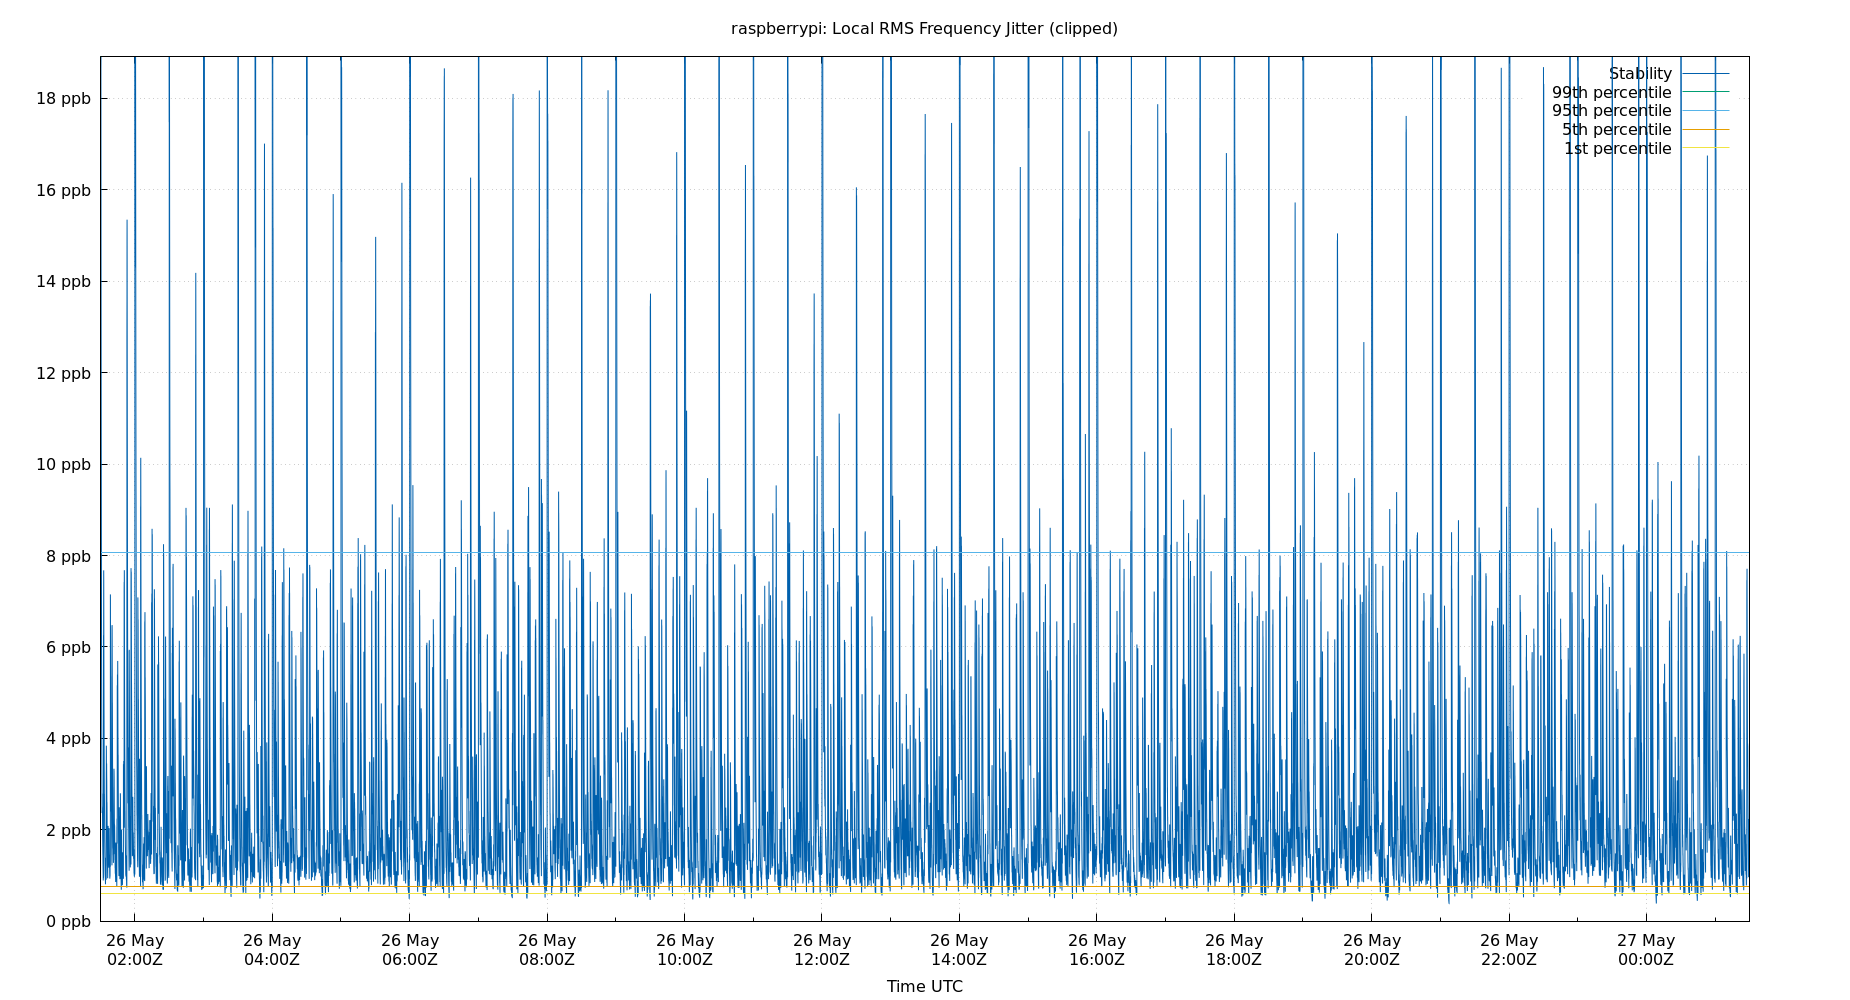 raspberrypi: Local RMS Frequency Jitter (clipped)
Stability
99th percentile
95th percentile
5th percentile
1st percentile
18 ppb
16 ppb
14 ppb
12 ppb
10 ppb
8 ppb
6 ppb
4 ppb
2 ppb
0 ppb
26 May 26 May 26 May 26 May 26 May 26 May 26 May 26 May 26 May 26 May 26 May 27 May
02:00Z 04:00Z 06:00Z 08:00Z 10:00Z 12:00Z 14:00Z 16:00Z 18:00Z 20:00Z 22:00Z 00:00Z
Time UTC